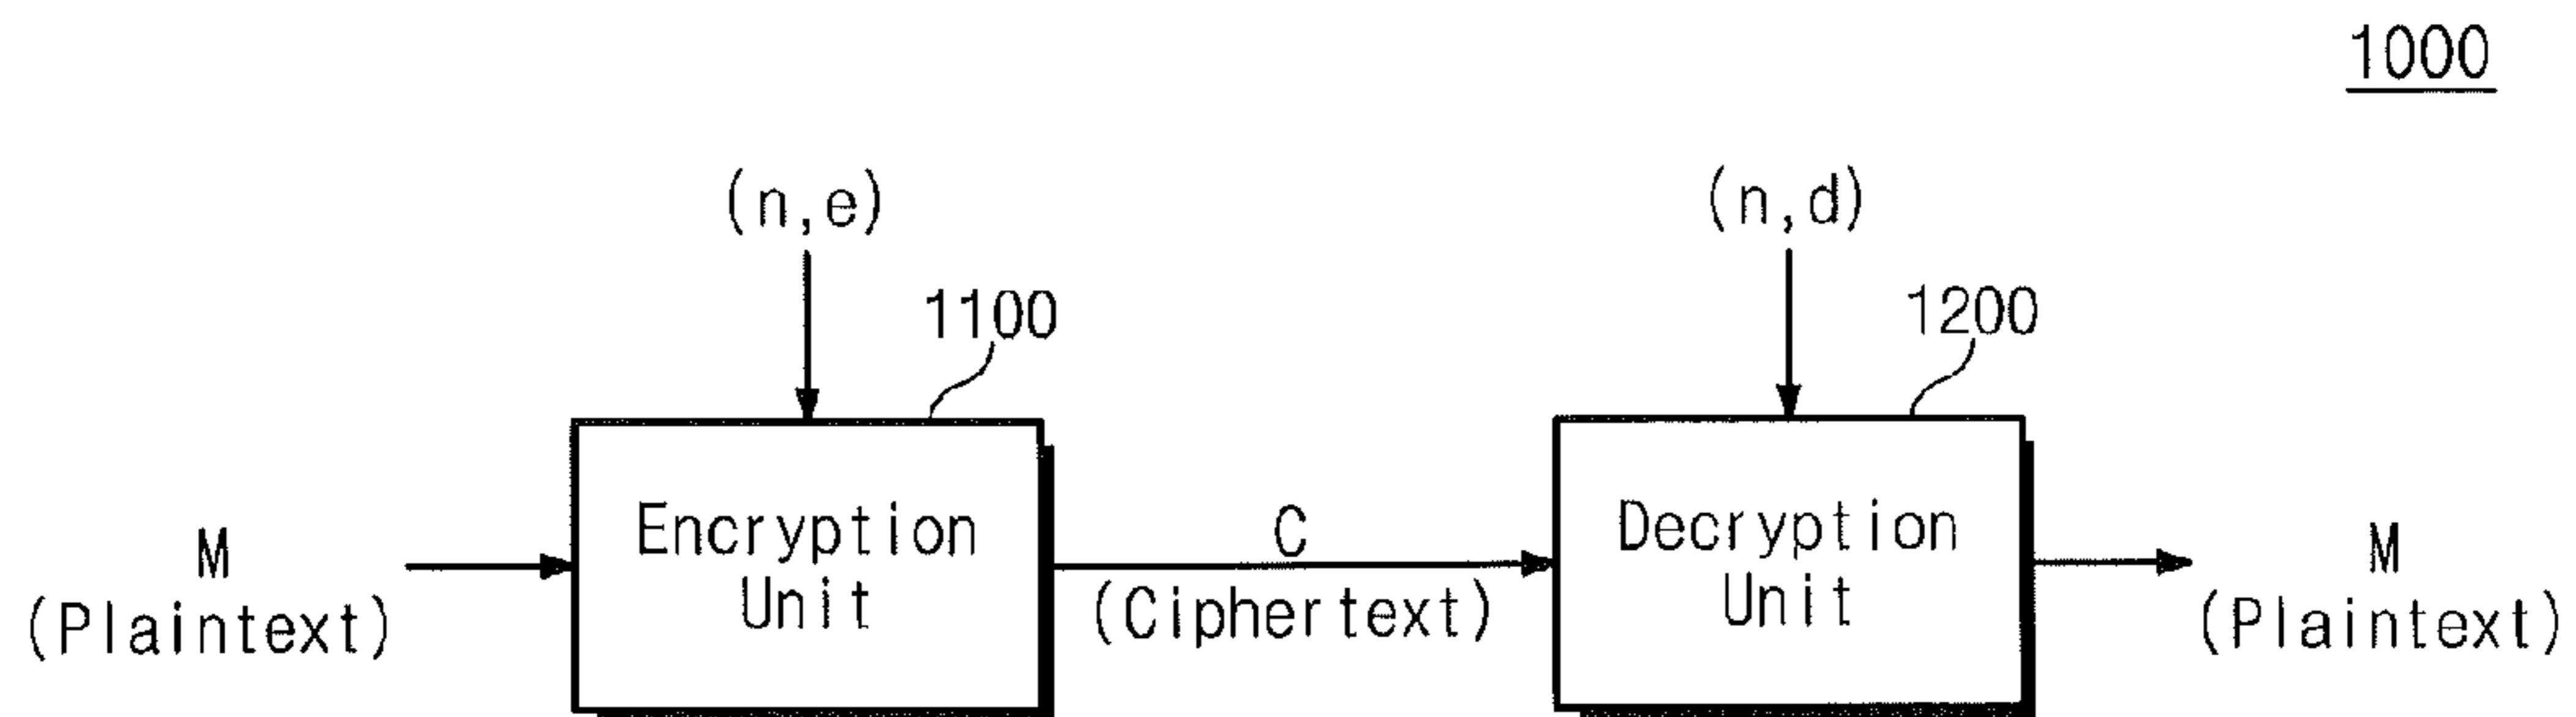 1000
(n,e)
(n,d)
1100
1200
Encryption
Unit
Decryption
Unit
M
(Plaintext)
C
(Ciphertext)
M
(Plaintext)